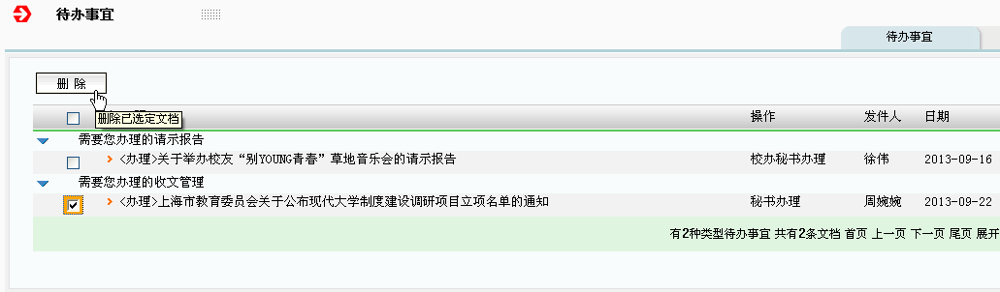 待办事宜
待办事宜
删 除
删除已选定文档
操作 发件人 日期
需要您办理的请示报告
<办理>关于举办校友“别YOUNG青春”草地音乐会的请示报告 校办秘书办理 徐伟 2013-09-16
需要您办理的收文管理
<办理>上海市教育委员会关于公布现代大学制度建设调研项目立项名单的通知 秘书办理 周婉婉 2013-09-22
有2种类型待办事宜 共有2条文档 首页 上一页 下一页 尾页 展开